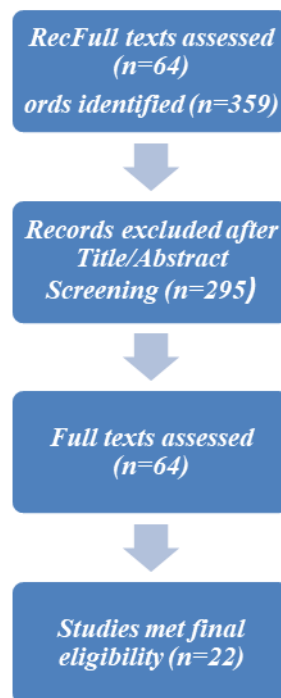 RecFull texts assessed
(n=64)
ords identified (n=359)
Records excluded after
Title/Abstract
Screening (n=295)
Full texts assessed
(n=64)
Studies met final
eligibility (n=22)